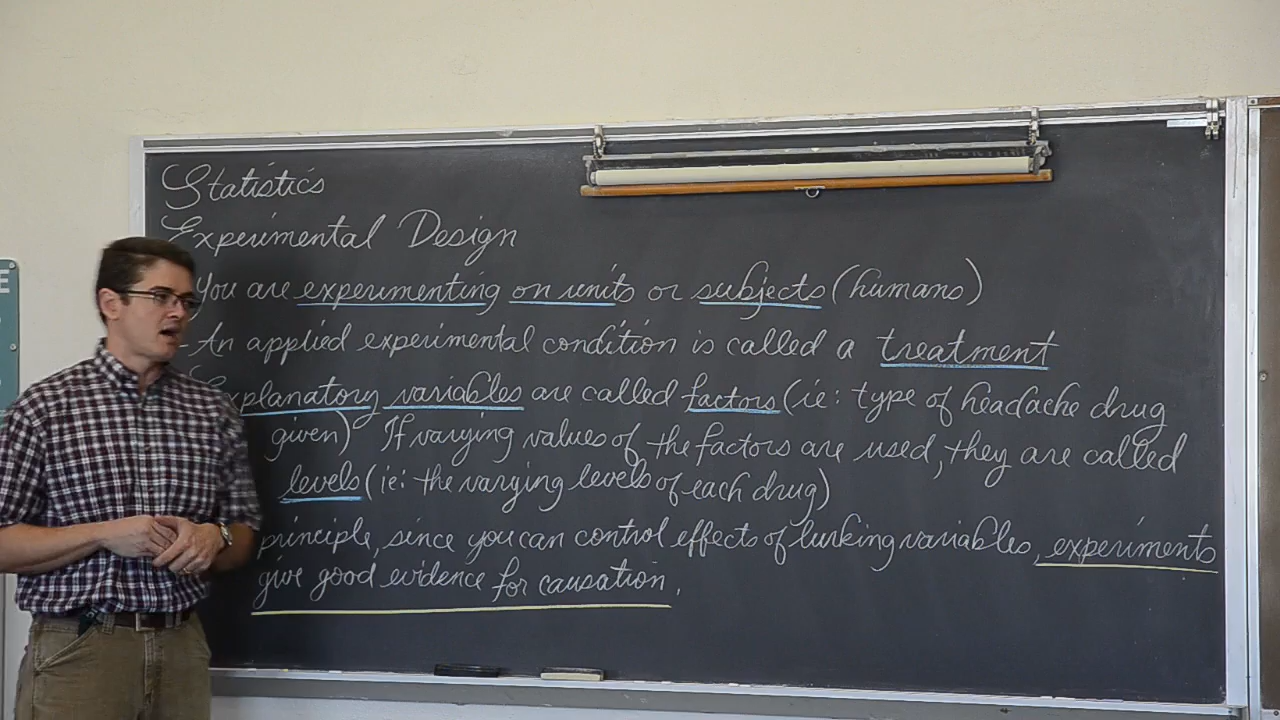 Statistics
Experimental Design
You are experimenting on units or subjects (humans)
- An applied experimental condition is called a treatment
Explanatory variables are called factors (ie: type of headache drug
given) If varying values of the factors are used, they are called
levels (ie: the varying levels of each drug)
principle, since you can control effects of lurking variables, experiments
give good evidence for causation.
E